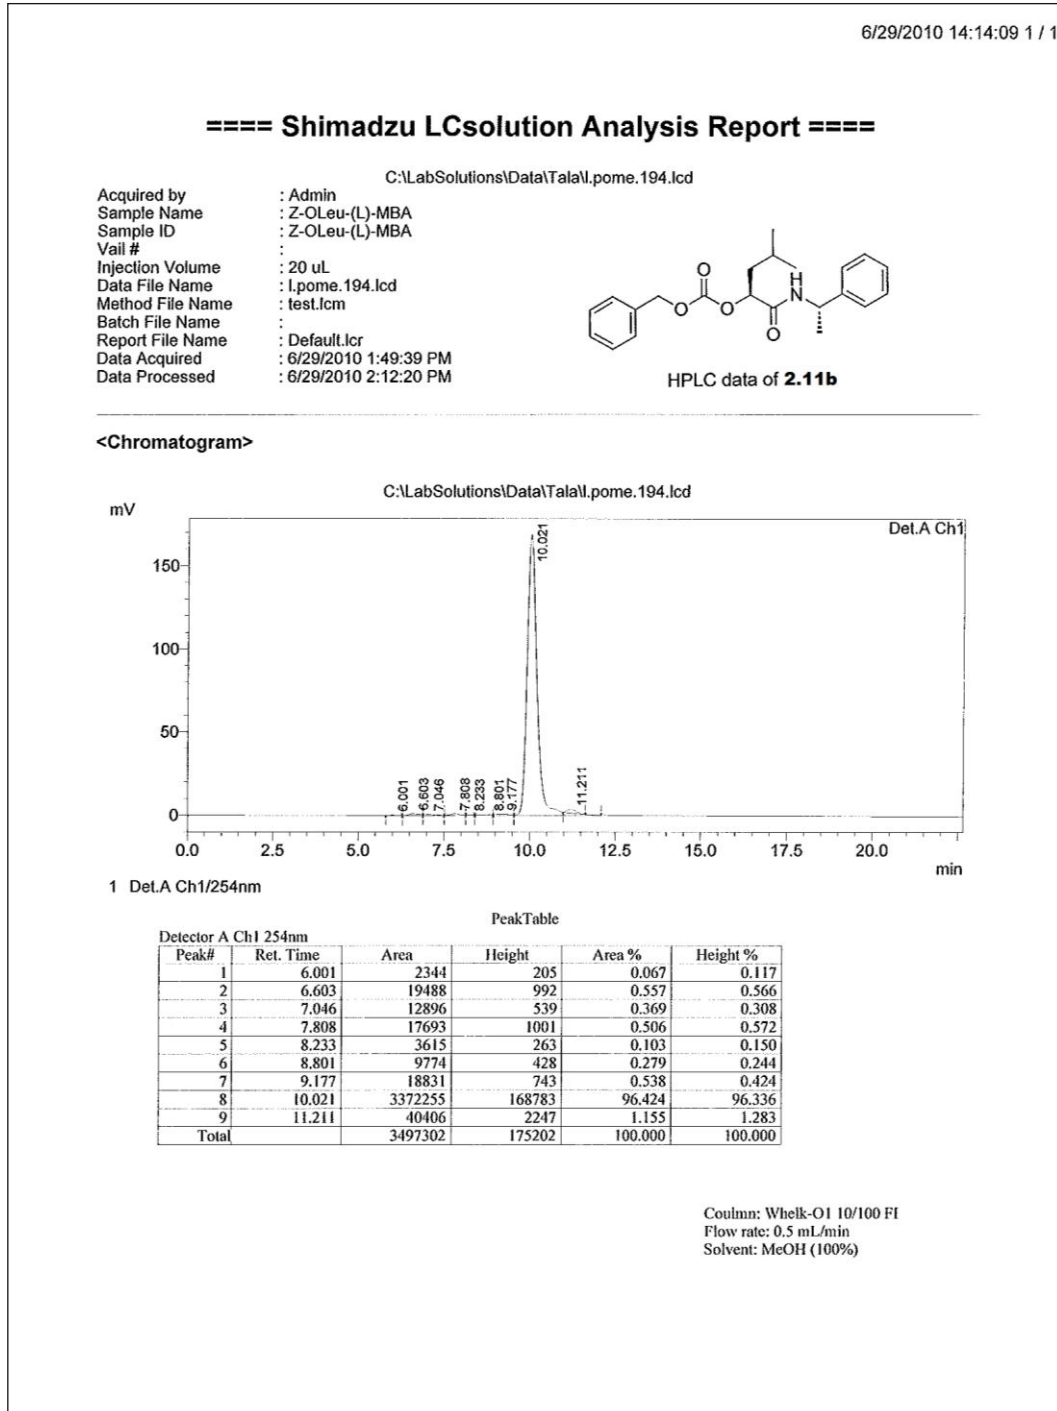 6/29/2010 14:14:09 1 / 1
==== Shimadzu LCsolution Analysis Report ====
C:\LabSolutions\Data\Tala\l.pome.194.lcd
Acquired by : Admin
Sample Name : Z-OLeu-(L)-MBA
Sample ID : Z-OLeu-(L)-MBA
Vail # :
Injection Volume : 20 uL
Data File Name : l.pome.194.lcd
Method File Name : test.lcm
Batch File Name :
Report File Name : Default.lcr
Data Acquired : 6/29/2010 1:49:39 PM
Data Processed : 6/29/2010 2:12:20 PM
O
O
O
O
H
N
HPLC data of 2.11b
<Chromatogram>
C:\LabSolutions\Data\Tala\l.pome.194.lcd
mV
Det.A Ch1
150
100
50
0
6.001
6.603
7.046
7.808
8.233
8.801
9.177
10.021
11.211
0.0 2.5 5.0 7.5 10.0 12.5 15.0 17.5 20.0
min
1 Det.A Ch1/254nm
PeakTable
Detector A Ch1 254nm
Peak# Ret. Time Area Height Area % Height %
1 6.001 2344 205 0.067 0.117
2 6.603 19488 992 0.557 0.566
3 7.046 12896 539 0.369 0.308
4 7.808 17693 1001 0.506 0.572
5 8.233 3615 263 0.103 0.150
6 8.801 9774 428 0.279 0.244
7 9.177 18831 743 0.538 0.424
8 10.021 3372255 168783 96.424 96.336
9 11.211 40406 2247 1.155 1.283
Total 3497302 175202 100.000 100.000
Coulmn: Whelk-O1 10/100 FI
Flow rate: 0.5 mL/min
Solvent: MeOH (100%)